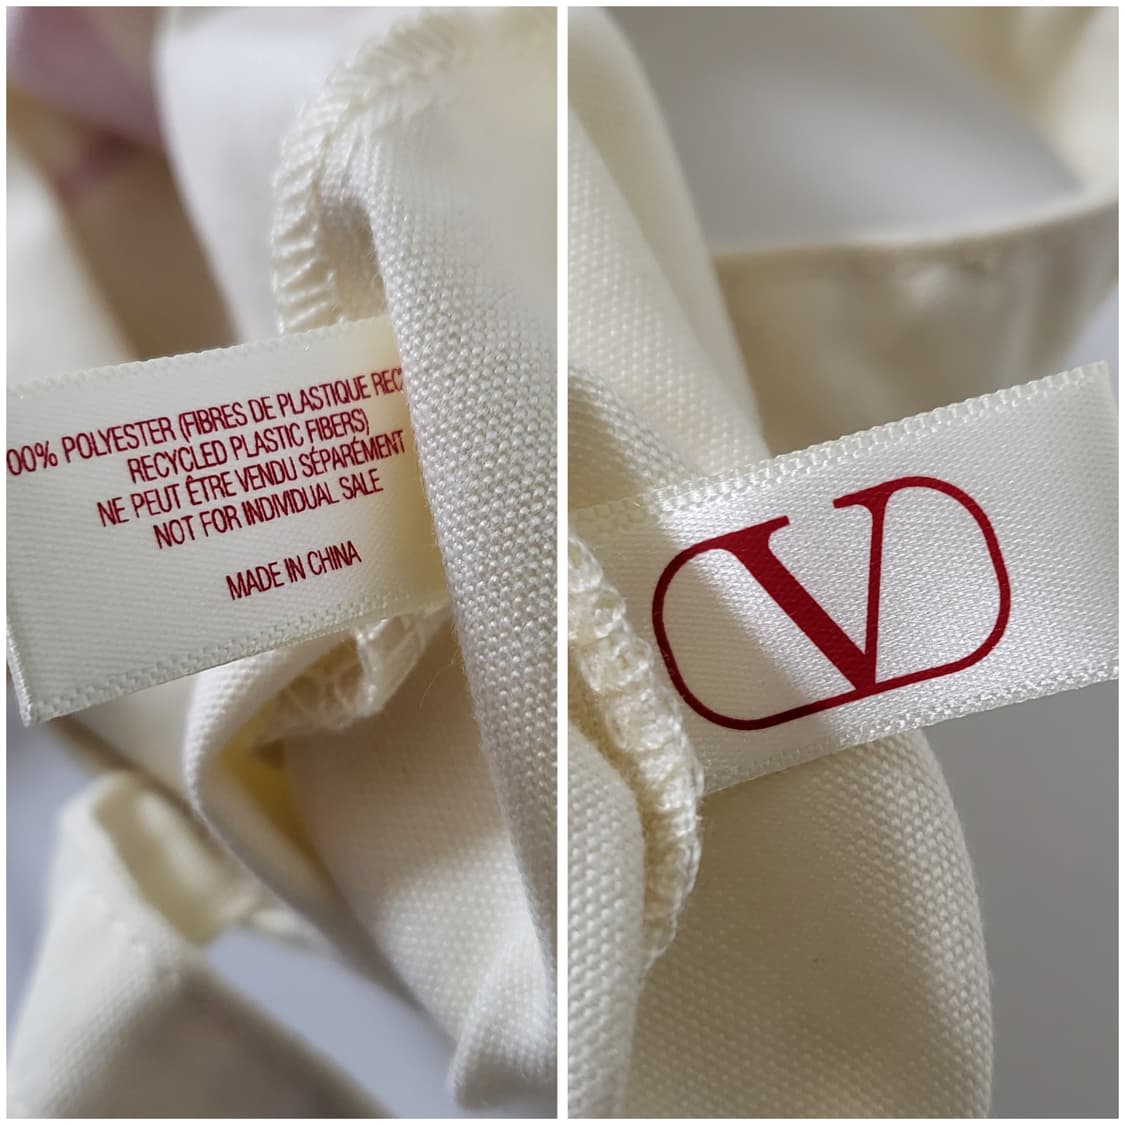 00% POLYESTER (FIBRES DE PLASTIQUE REC
RECYCLED PLASTIC FIBERS)
NE PEUT ÊTRE VENDU SÉPARÉMENT
NOT FOR INDIVIDUAL SALE
MADE IN CHINA
V